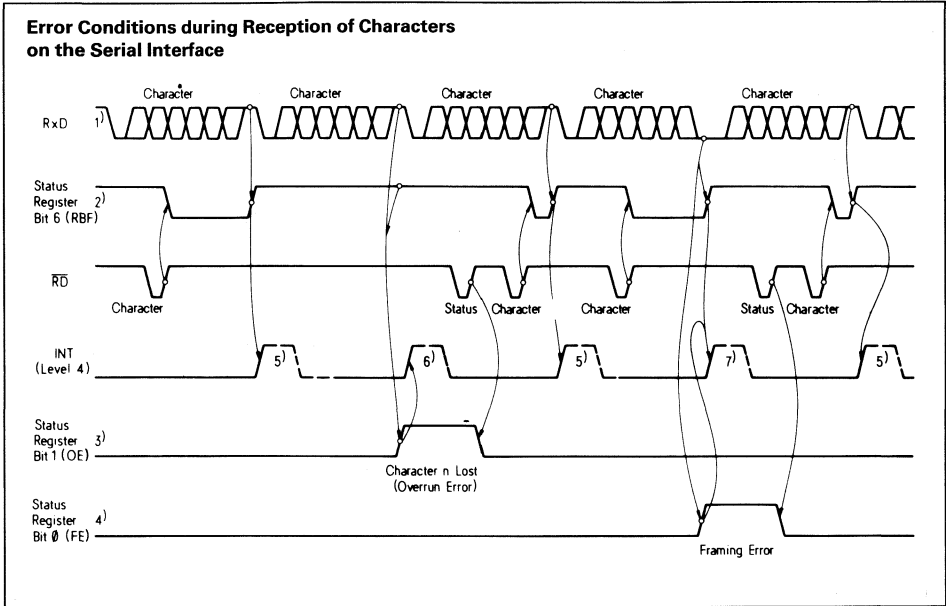 Error Conditions during Reception of Characters
on the Serial Interface
Character Character Character Character Character
RxD 1)
Status
Register 2)
Bit 6 (RBF)
RD
Character Status Character Character Status Character
INT
(Level 4)
5) 6) 5) 7) 5)
Status
Register 3)
Bit 1 (OE)
Character n Lost
(Overrun Error)
Status
Register 4)
Bit Ø (FE)
Framing Error